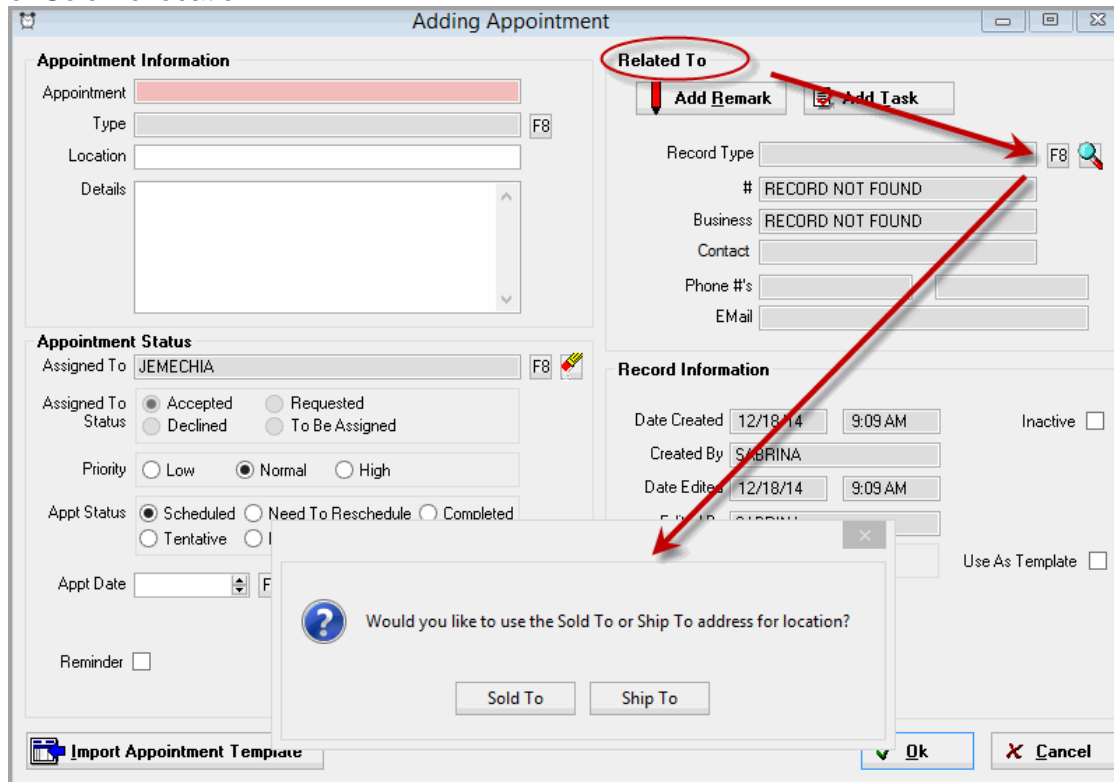 Adding Appointment
Appointment Information
Appointment
Type
F8
Location
Details
Related To
Add Remark
Add Task
Record Type
F8
# RECORD NOT FOUND
Business RECORD NOT FOUND
Contact
Phone #'s
EMail
Appointment Status
Assigned To JEMECHIA F8
Assigned To Status
Accepted Requested
Declined To Be Assigned
Priority Low Normal High
Appt Status Scheduled Need To Reschedule Completed
Tentative
Appt Date
Reminder
Record Information
Date Created 12/18/14 9:09 AM Inactive
Created By SABRINA
Date Edited 12/18/14 9:09 AM
Use As Template
Would you like to use the Sold To or Ship To address for location?
Sold To Ship To
Import Appointment Template
Ok Cancel